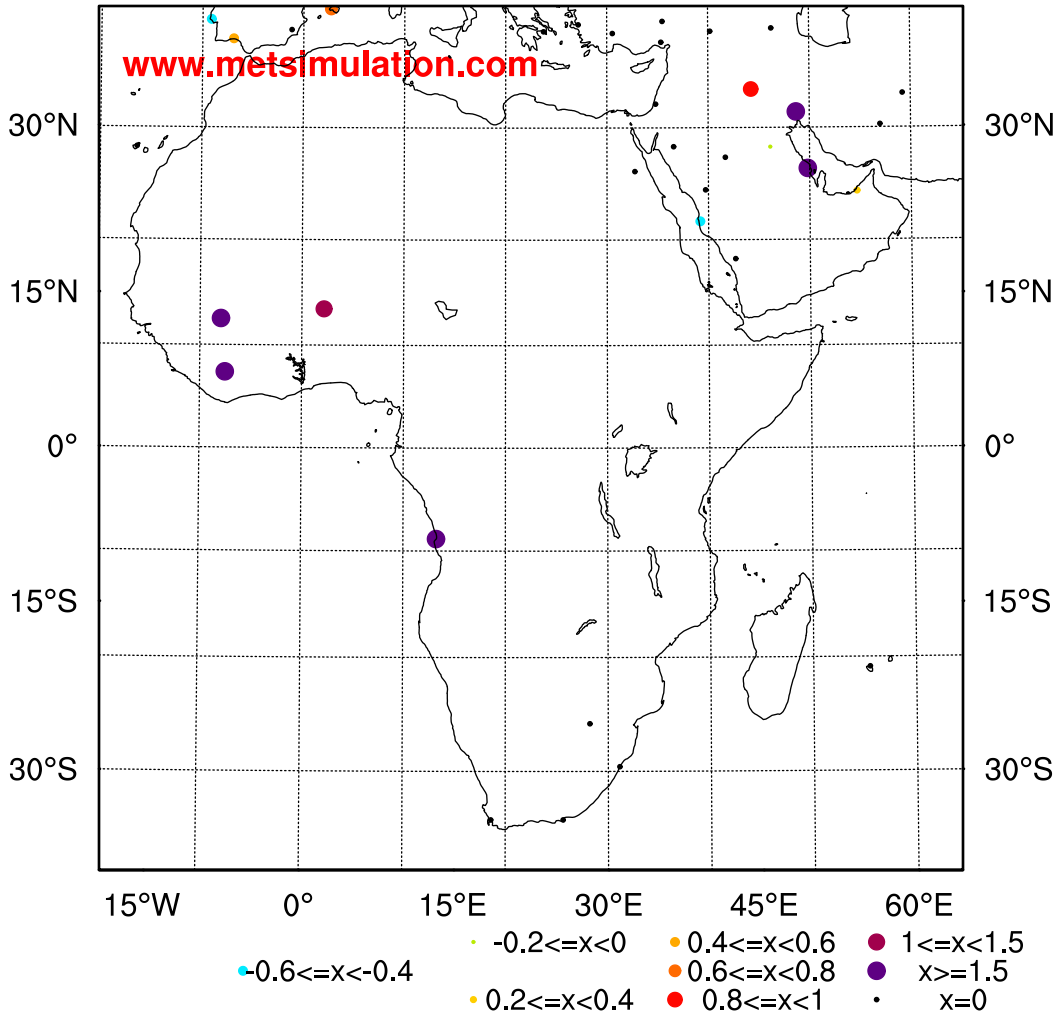 www.metsimulation.com
30°N 30°N
15°N 15°N
0° 0°
15°S 15°S
30°S 30°S
15°W 0° 15°E 30°E 45°E 60°E
-0.2<=x<0 0.4<=x<0.6 1<=x<1.5
-0.6<=x<-0.4 0.6<=x<0.8 x>=1.5
0.2<=x<0.4 0.8<=x<1 x=0